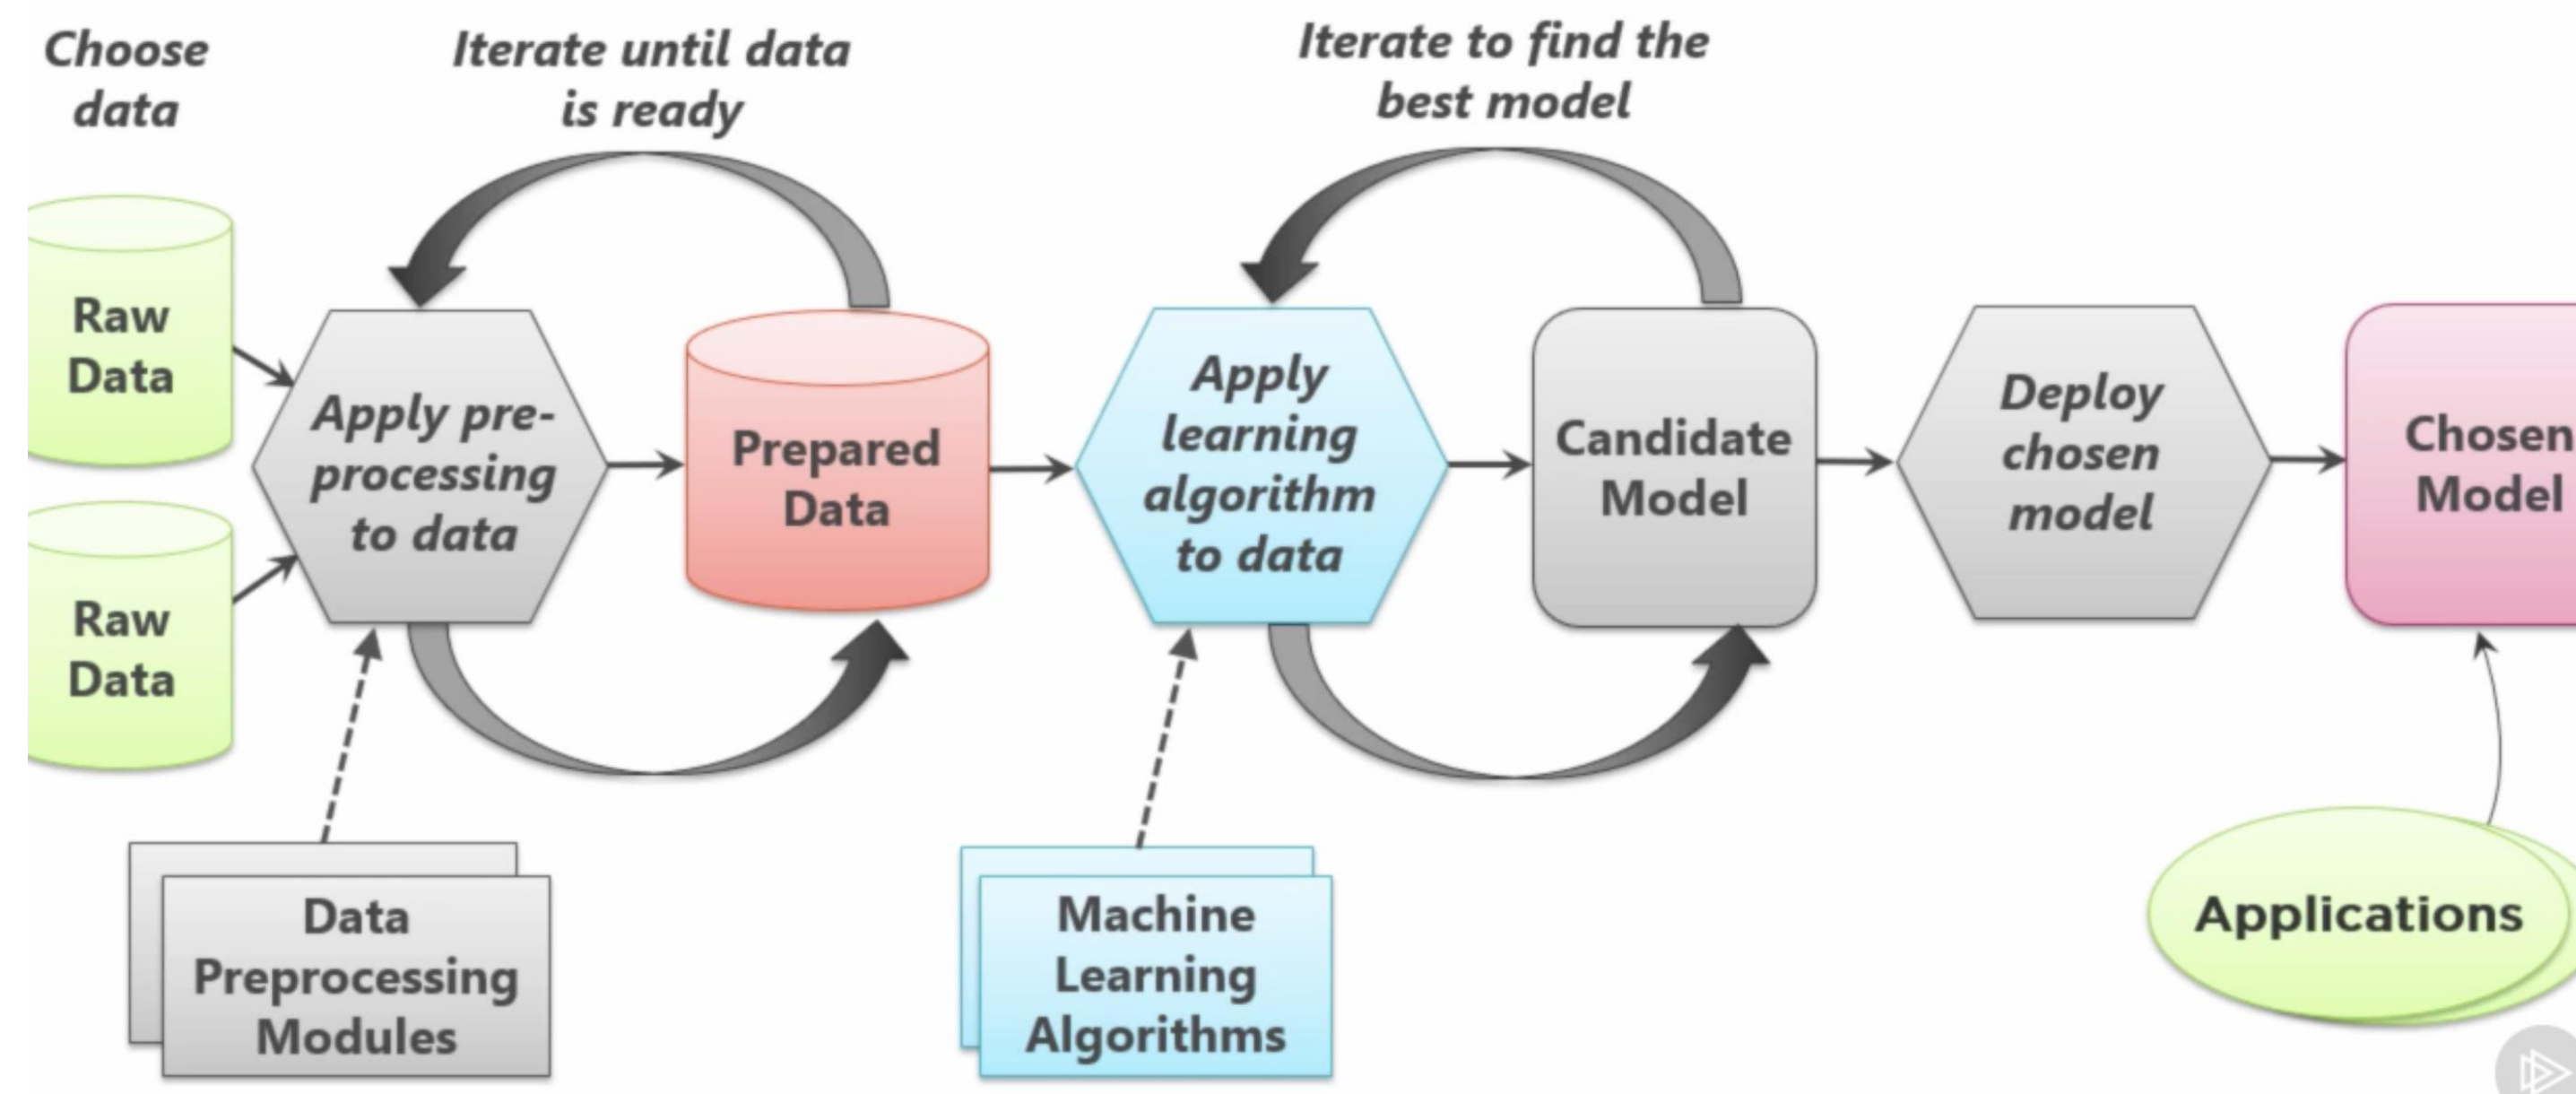 Choose
data
Iterate until data
is ready
Iterate to find the
best model
Raw
Data
Raw
Data
Apply pre-
processing
to data
Prepared
Data
Apply
learning
algorithm
to data
Candidate
Model
Deploy
chosen
model
Chosen
Model
Data
Preprocessing
Modules
Machine
Learning
Algorithms
Applications